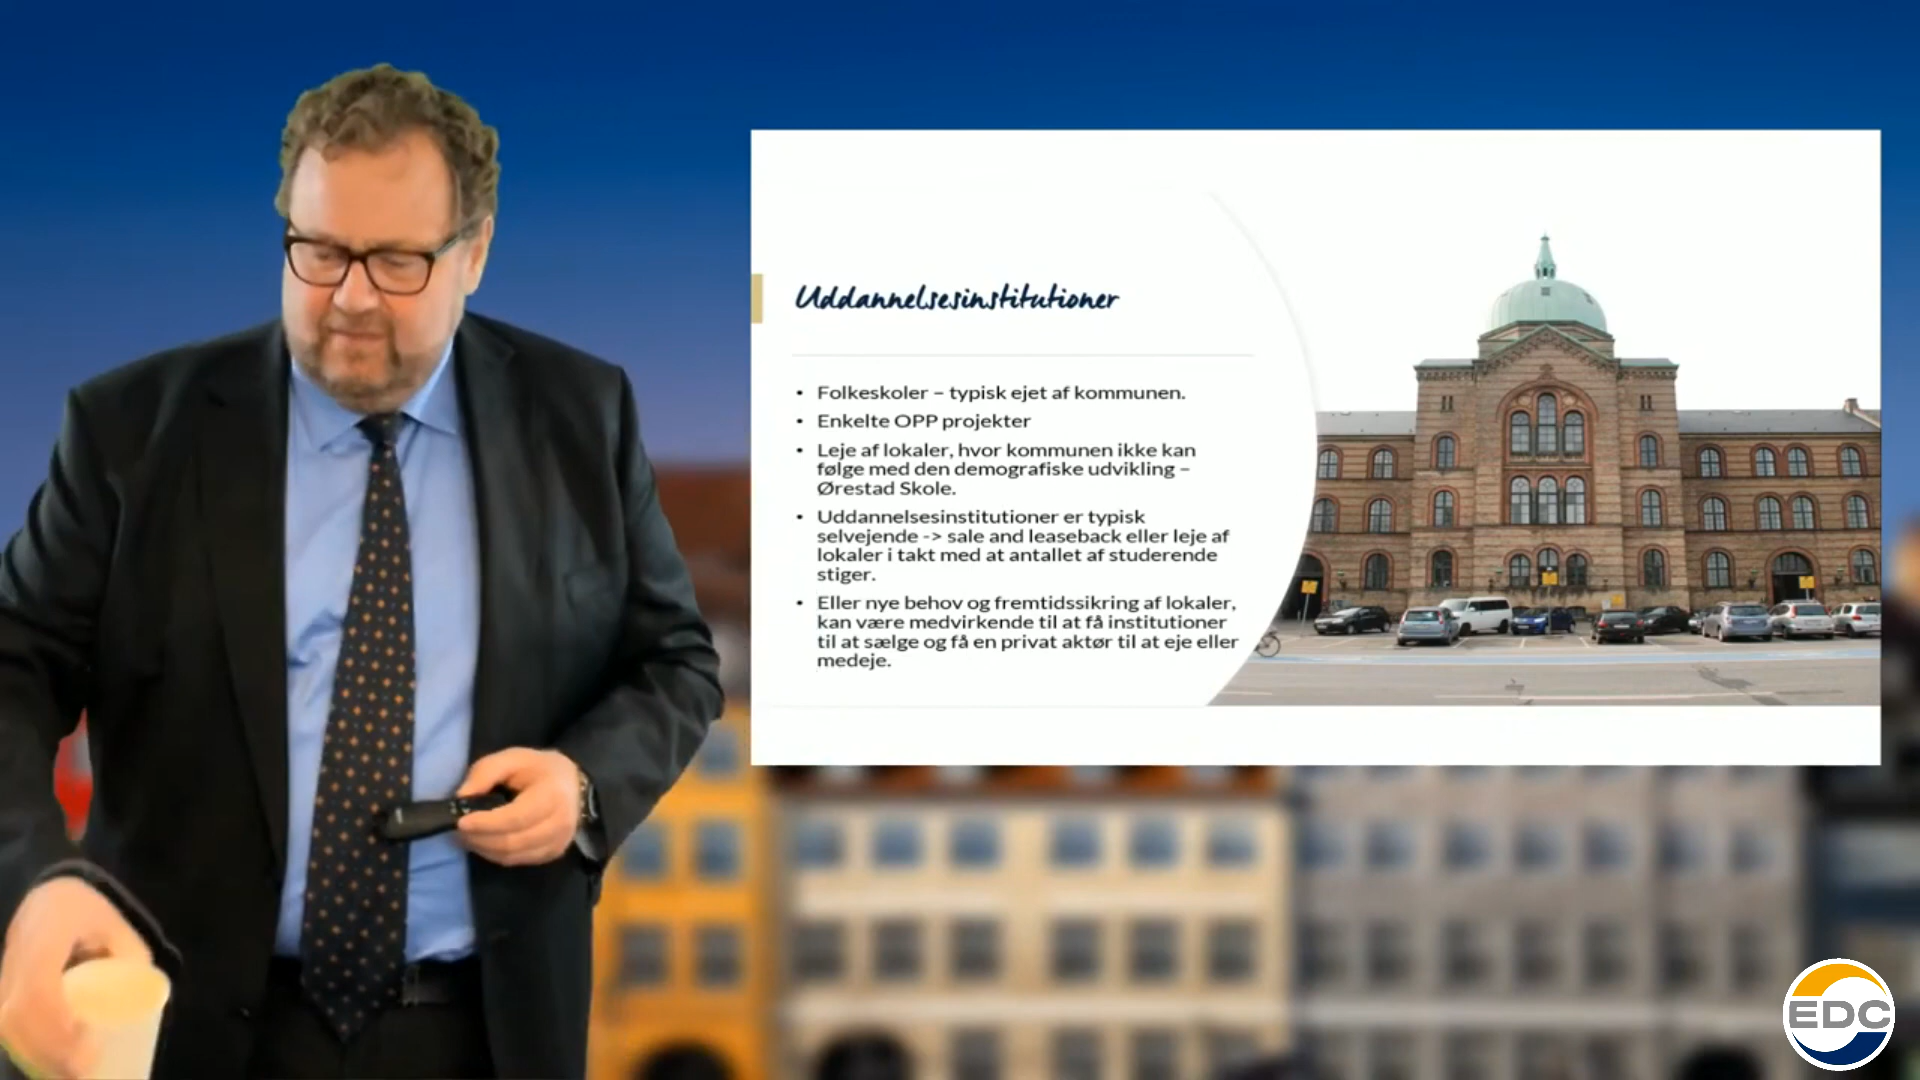 Uddannelsesinstitutioner
• Folkeskoler – typisk ejet af kommunen.
• Enkelte OPP projekter
• Leje af lokaler, hvor kommunen ikke kan
følge med den demografiske udvikling –
Ørestad Skole.
• Uddannelsesinstitutioner er typisk
selvejende -> sale and leaseback eller leje af
lokaler i takt med at antallet af studerende
stiger.
• Eller nye behov og fremtidssikring af lokaler,
kan være medvirkende til at få institutioner
til at sælge og få en privat aktør til at eje eller
medeje.
EDC